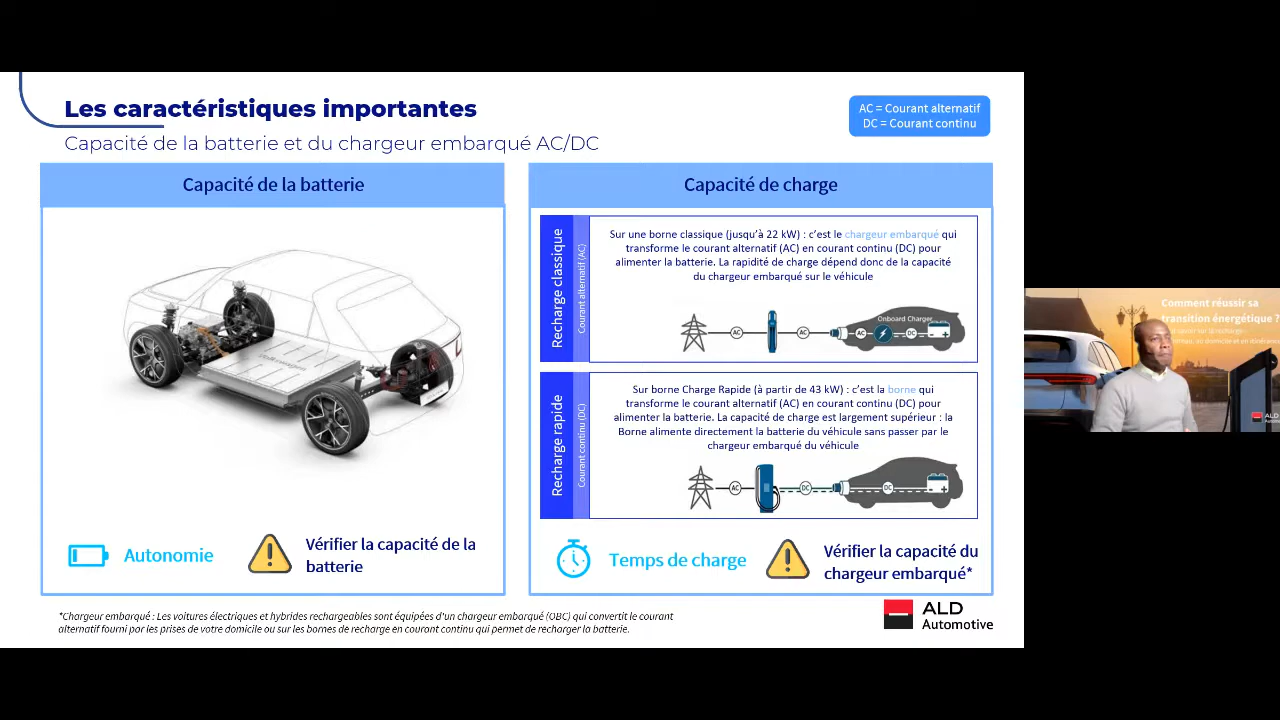 Les caractéristiques importantes
Capacité de la batterie et du chargeur embarqué AC/DC
AC = Courant alternatif
DC = Courant continu
Capacité de la batterie
Volkswagen
Autonomie
Vérifier la capacité de la
batterie
Capacité de charge
Recharge classique
Courant alternatif (AC)
Sur une borne classique (jusqu'à 22 kW) : c'est le chargeur embarqué qui
transforme le courant alternatif (AC) en courant continu (DC) pour
alimenter la batterie. La rapidité de charge dépend donc de la capacité
du chargeur embarqué sur le véhicule
Onboard Charger
AC AC AC DC
Recharge rapide
Courant continu (DC)
Sur borne Charge Rapide (à partir de 43 kW) : c'est la borne qui
transforme le courant alternatif (AC) en courant continu (DC) pour
alimenter la batterie. La capacité de charge est largement supérieur : la
Borne alimente directement la batterie du véhicule sans passer par le
chargeur embarqué du véhicule
AC DC DC
Temps de charge
Vérifier la capacité du
chargeur embarqué*
*Chargeur embarqué : Les voitures électriques et hybrides rechargeables sont équipées d'un chargeur embarqué (OBC) qui convertit le courant
alternatif fourni par les prises de votre domicile ou sur les bornes de recharge en courant continu qui permet de recharger la batterie.
ALD
Automotive
Comment réussir sa
transition énergétique ?
ALD
Automotive